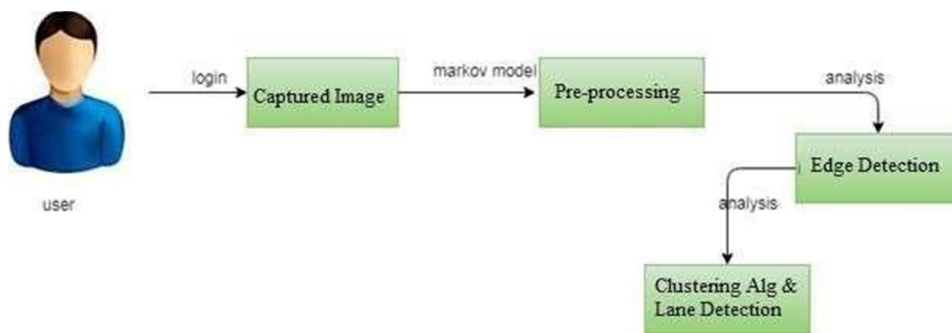 login
Captured Image
markov model
Pre-processing
analysis
Edge Detection
user
analysis
Clustering Alg &
Lane Detection